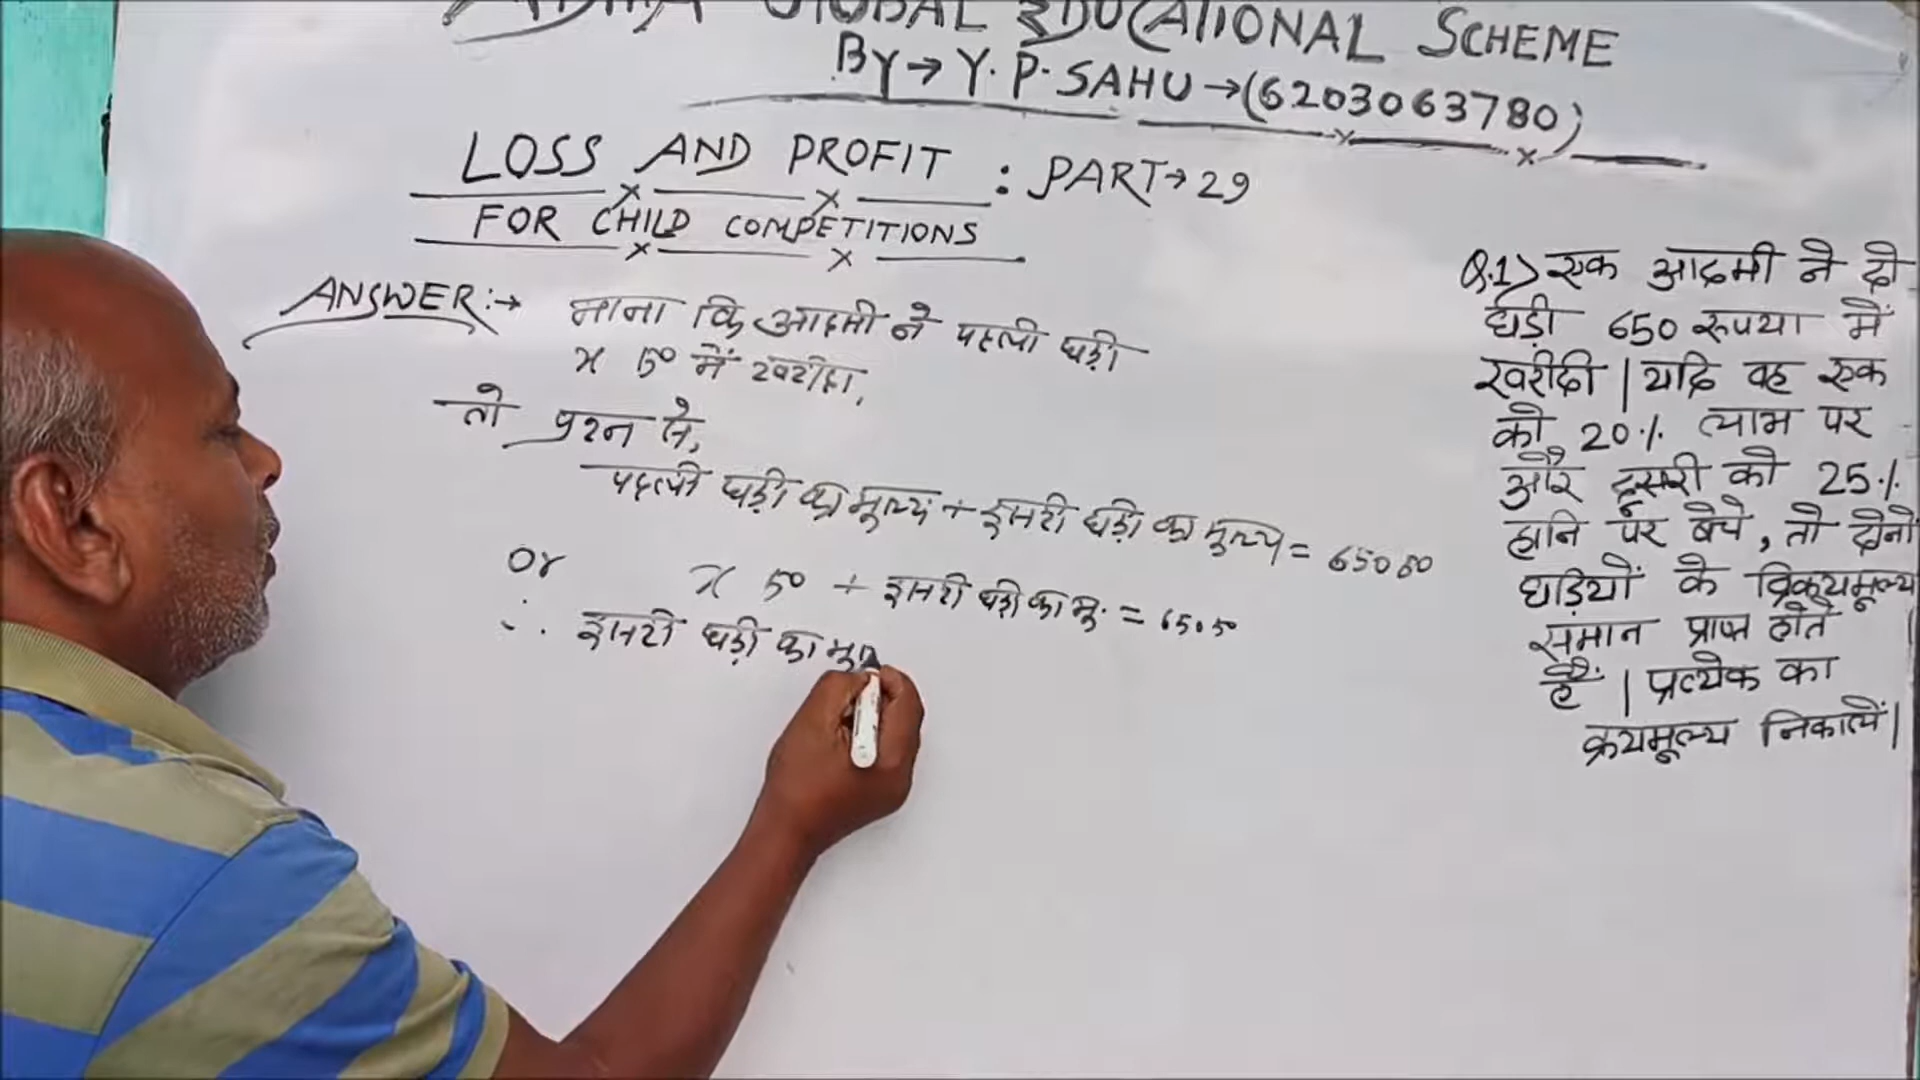 GLOBAL EDUCATIONAL SCHEME
BY→ Y. P. SAHU →(6203063780)
LOSS AND PROFIT : PART→29
FOR CHILD COMPETITIONS
ANSWER:→ माना कि आदमी ने पहली घड़ी
x रु० में खरीदा,
तो प्रश्न से,
पहली घड़ी का मूल्य + दूसरी घड़ी का मूल्य = 650 रु०
or x रु० + दूसरी घड़ी का मू. = 650 रु०
∴ दूसरी घड़ी का मू
Q.1> एक आदमी ने दो
घड़ी 650 रूपया में
खरीदी | यदि वह एक
को 20% लाभ पर
और दूसरी को 25%
हानि पर बेचे, तो दोनो
घड़ियों के विक्रयमूल्य
समान प्राप्त होते
हैं | प्रत्येक का
क्रयमूल्य निकालें |